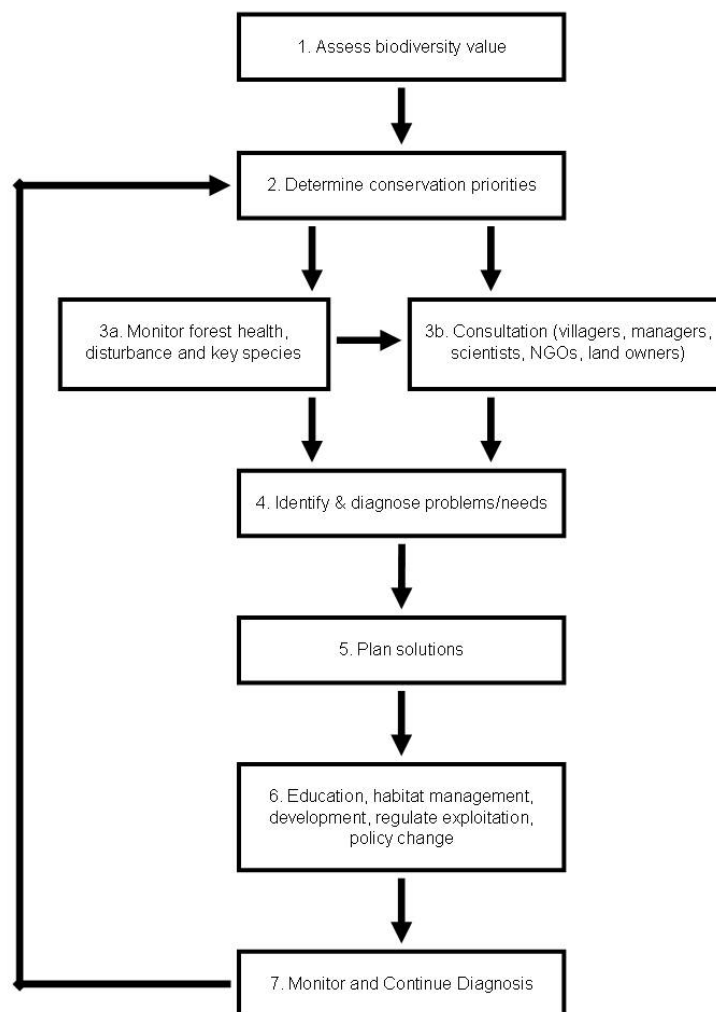 1. Assess biodiversity value
2. Determine conservation priorities
3a. Monitor forest health,
disturbance and key species
3b. Consultation (villagers, managers,
scientists, NGOs, land owners)
4. Identify & diagnose problems/needs
5. Plan solutions
6. Education, habitat management,
development, regulate exploitation,
policy change
7. Monitor and Continue Diagnosis